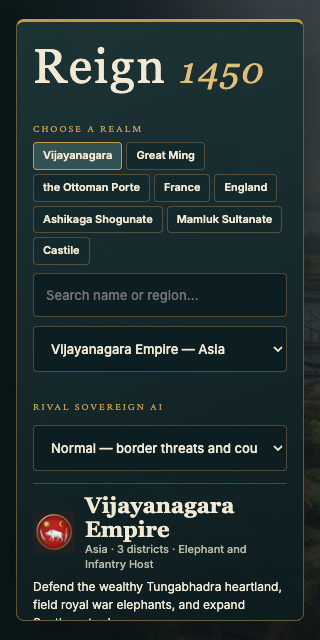 Reign 1450
CHOOSE A REALM
Vijayanagara
Great Ming
the Ottoman Porte
France
England
Ashikaga Shogunate
Mamluk Sultanate
Castile
Search name or region...
Vijayanagara Empire — Asia
RIVAL SOVEREIGN AI
Normal — border threats and cou
Vijayanagara
Empire
Asia · 3 districts · Elephant and
Infantry Host
Defend the wealthy Tungabhadra heartland,
field royal war elephants, and expand